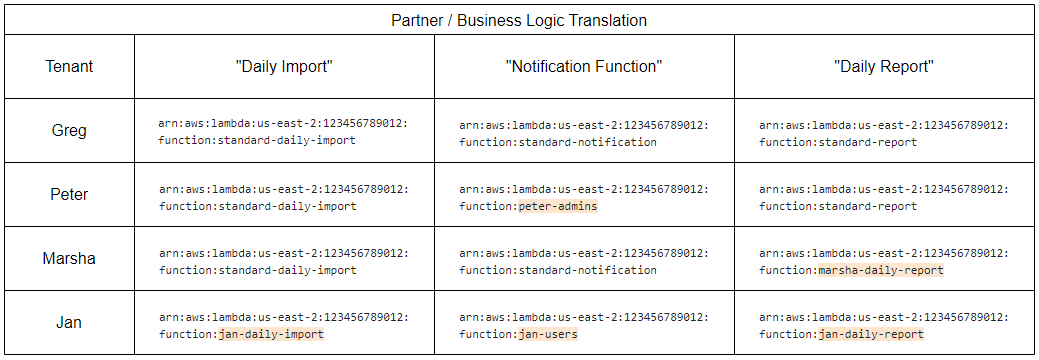 Partner / Business Logic Translation
Tenant
"Daily Import"
"Notification Function"
"Daily Report"
Greg
arn:aws:lambda:us-east-2:123456789012:
function:standard-daily-import
arn:aws:lambda:us-east-2:123456789012:
function:standard-notification
arn:aws:lambda:us-east-2:123456789012:
function:standard-report
Peter
arn:aws:lambda:us-east-2:123456789012:
function:standard-daily-import
arn:aws:lambda:us-east-2:123456789012:
function:peter-admins
arn:aws:lambda:us-east-2:123456789012:
function:standard-report
Marsha
arn:aws:lambda:us-east-2:123456789012:
function:standard-daily-import
arn:aws:lambda:us-east-2:123456789012:
function:standard-notification
arn:aws:lambda:us-east-2:123456789012:
function:marsha-daily-report
Jan
arn:aws:lambda:us-east-2:123456789012:
function:jan-daily-import
arn:aws:lambda:us-east-2:123456789012:
function:jan-users
arn:aws:lambda:us-east-2:123456789012:
function:jan-daily-report